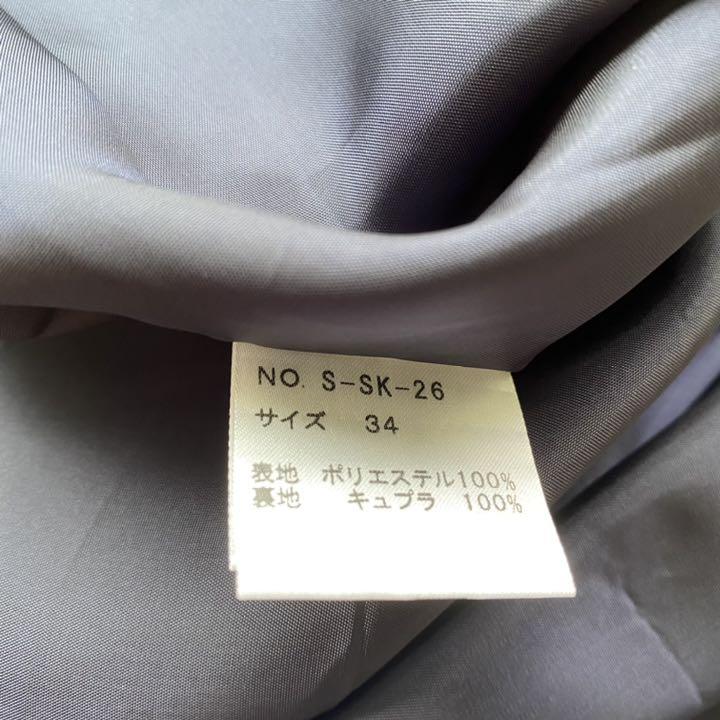 NO. S-SK-26
サイズ 34
表地 ポリエステル100%
裏地 キュプラ 100%